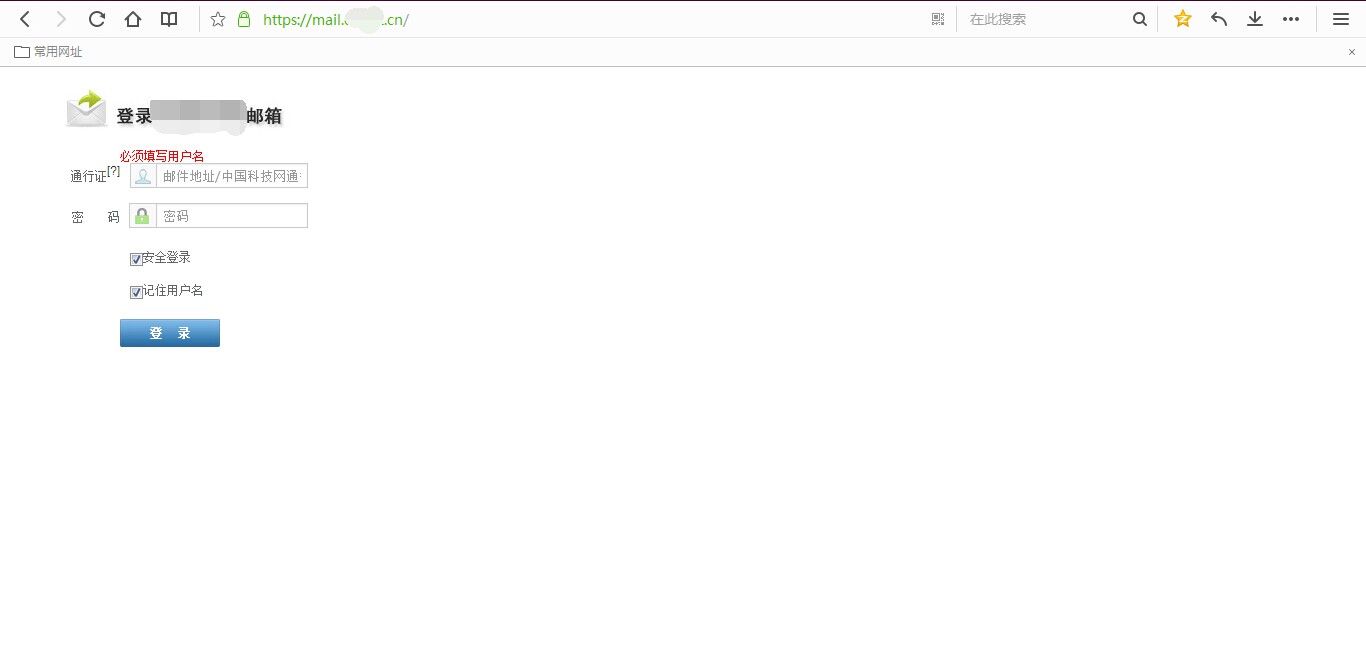 https://mail.c .cn/
在此搜索
常用网址
登录 邮箱
必须填写用户名
通行证[?]
邮件地址/中国科技网通
密 码
密码
安全登录
记住用户名
登 录